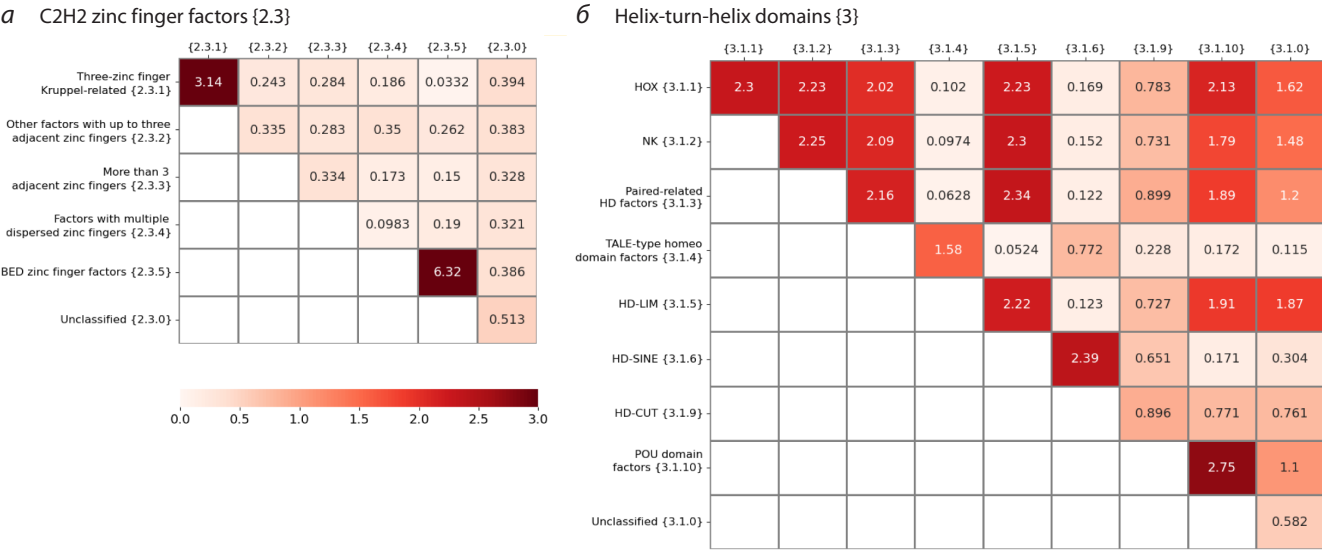 а C2H2 zinc finger factors {2.3}
{2.3.1} {2.3.2} {2.3.3} {2.3.4} {2.3.5} {2.3.0}
Three-zinc finger
Kruppel-related {2.3.1}
3.14 0.243 0.284 0.186 0.0332 0.394
Other factors with up to three
adjacent zinc fingers {2.3.2}
0.335 0.283 0.35 0.262 0.383
More than 3
adjacent zinc fingers {2.3.3}
0.334 0.173 0.15 0.328
Factors with multiple
dispersed zinc fingers {2.3.4}
0.0983 0.19 0.321
BED zinc finger factors {2.3.5}
6.32 0.386
Unclassified {2.3.0}
0.513
0.0 0.5 1.0 1.5 2.0 2.5 3.0
б Helix-turn-helix domains {3}
{3.1.1} {3.1.2} {3.1.3} {3.1.4} {3.1.5} {3.1.6} {3.1.9} {3.1.10} {3.1.0}
HOX {3.1.1}
2.3 2.23 2.02 0.102 2.23 0.169 0.783 2.13 1.62
NK {3.1.2}
2.25 2.09 0.0974 2.3 0.152 0.731 1.79 1.48
Paired-related
HD factors {3.1.3}
2.16 0.0628 2.34 0.122 0.899 1.89 1.2
TALE-type homeo
domain factors {3.1.4}
1.58 0.0524 0.772 0.228 0.172 0.115
HD-LIM {3.1.5}
2.22 0.123 0.727 1.91 1.87
HD-SINE {3.1.6}
2.39 0.651 0.171 0.304
HD-CUT {3.1.9}
0.896 0.771 0.761
POU domain
factors {3.1.10}
2.75 1.1
Unclassified {3.1.0}
0.582